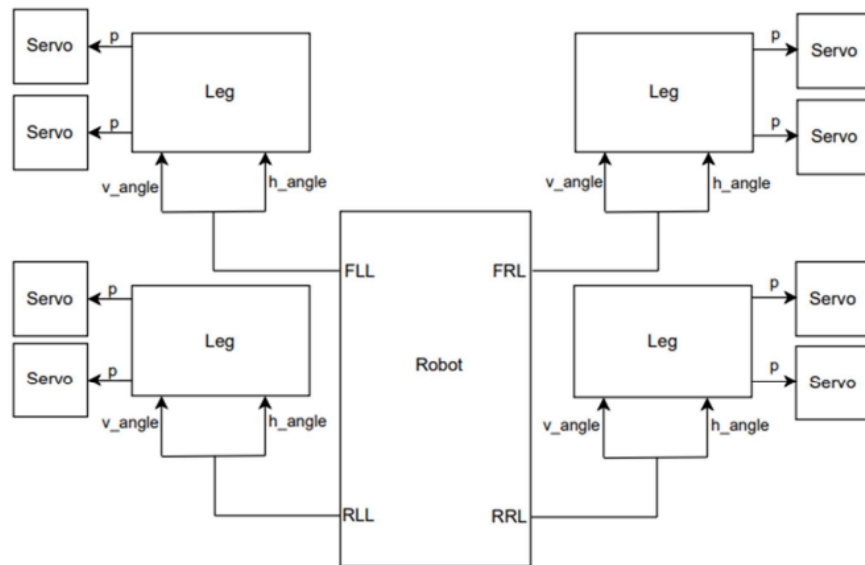 Servo
p
Servo
p
Leg
v_angle
h_angle
p
Servo
p
Servo
Leg
v_angle
h_angle
FLL
FRL
Robot
RLL
RRL
Servo
p
Servo
p
Leg
v_angle
h_angle
p
Servo
p
Servo
Leg
v_angle
h_angle